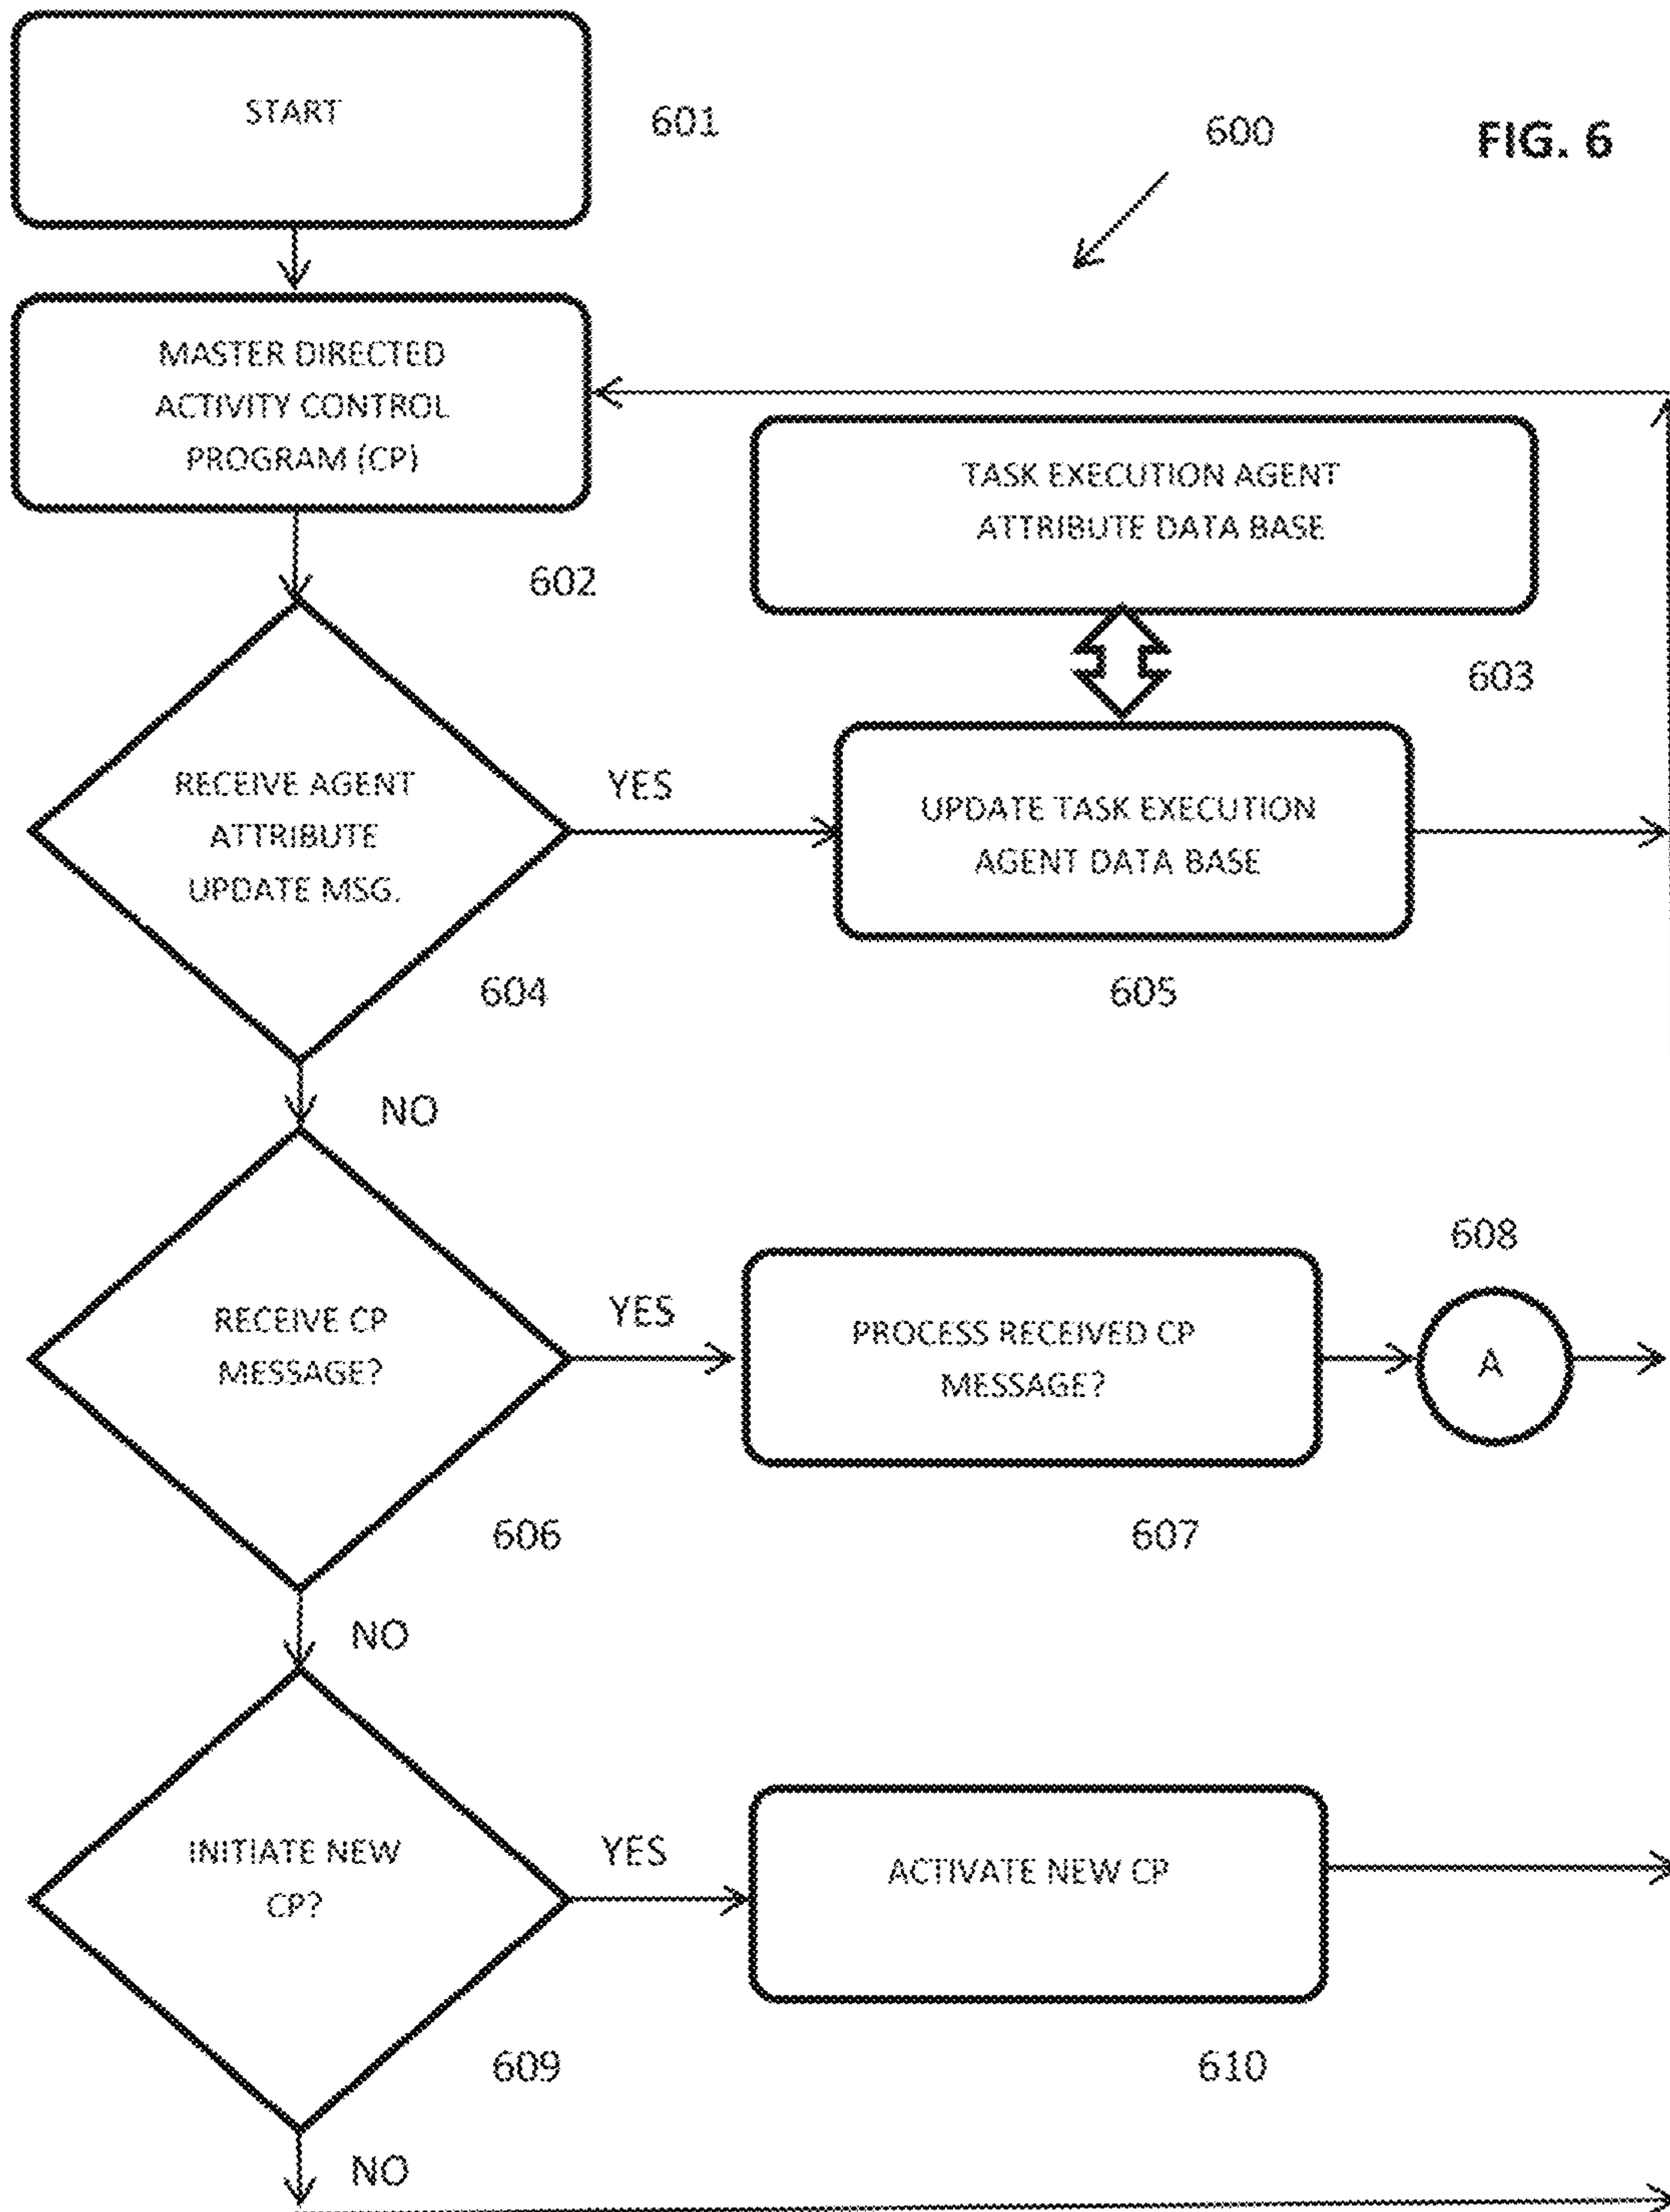 START
601
600
FIG. 6
MASTER DIRECTED
ACTIVITY CONTROL
PROGRAM (CP)
602
TASK EXECUTION AGENT
ATTRIBUTE DATA BASE
603
RECEIVE AGENT
ATTRIBUTE
UPDATE MSG.
604
YES
UPDATE TASK EXECUTION
AGENT DATA BASE
605
NO
RECEIVE CP
MESSAGE?
606
YES
PROCESS RECEIVED CP
MESSAGE?
607
608
A
NO
INITIATE NEW
CP?
609
YES
ACTIVATE NEW CP
610
NO